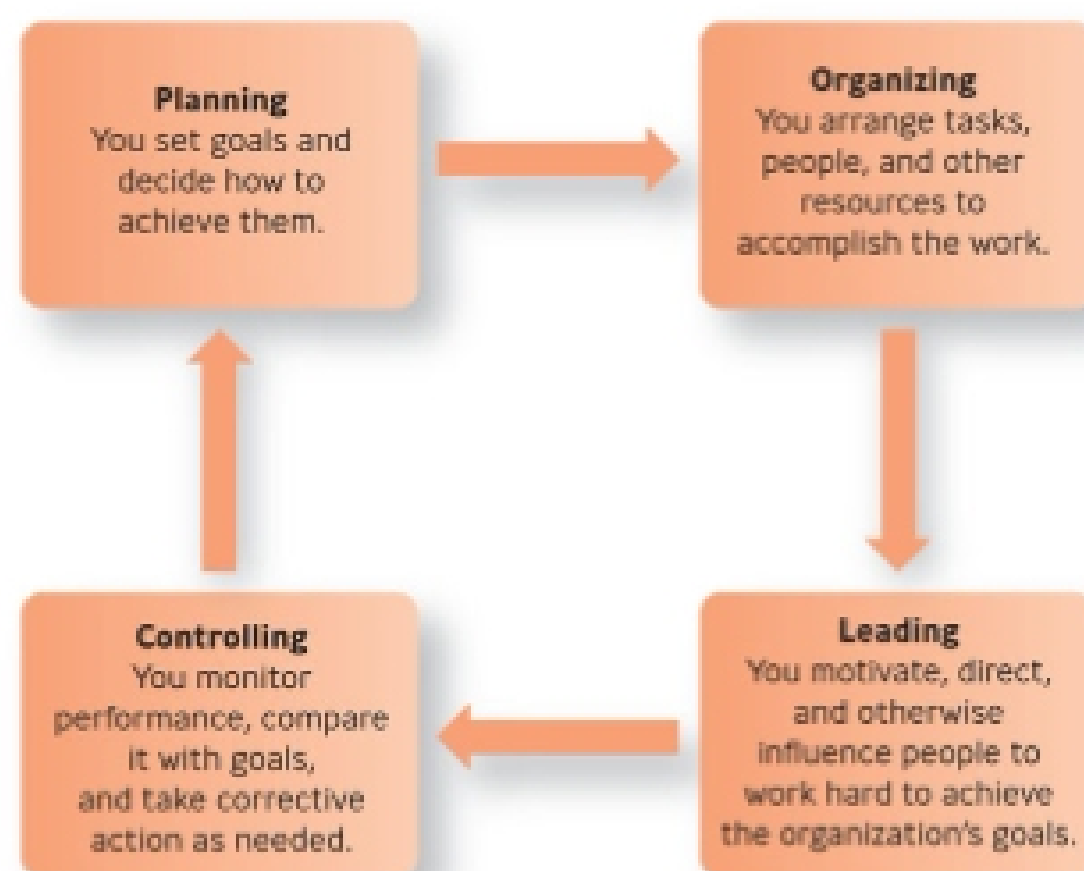 Planning
You set goals and
decide how to
achieve them.
Organizing
You arrange tasks,
people, and other
resources to
accomplish the work.
Leading
You motivate, direct,
and otherwise
influence people to
work hard to achieve
the organization's goals.
Controlling
You monitor
performance, compare
it with goals,
and take corrective
action as needed.